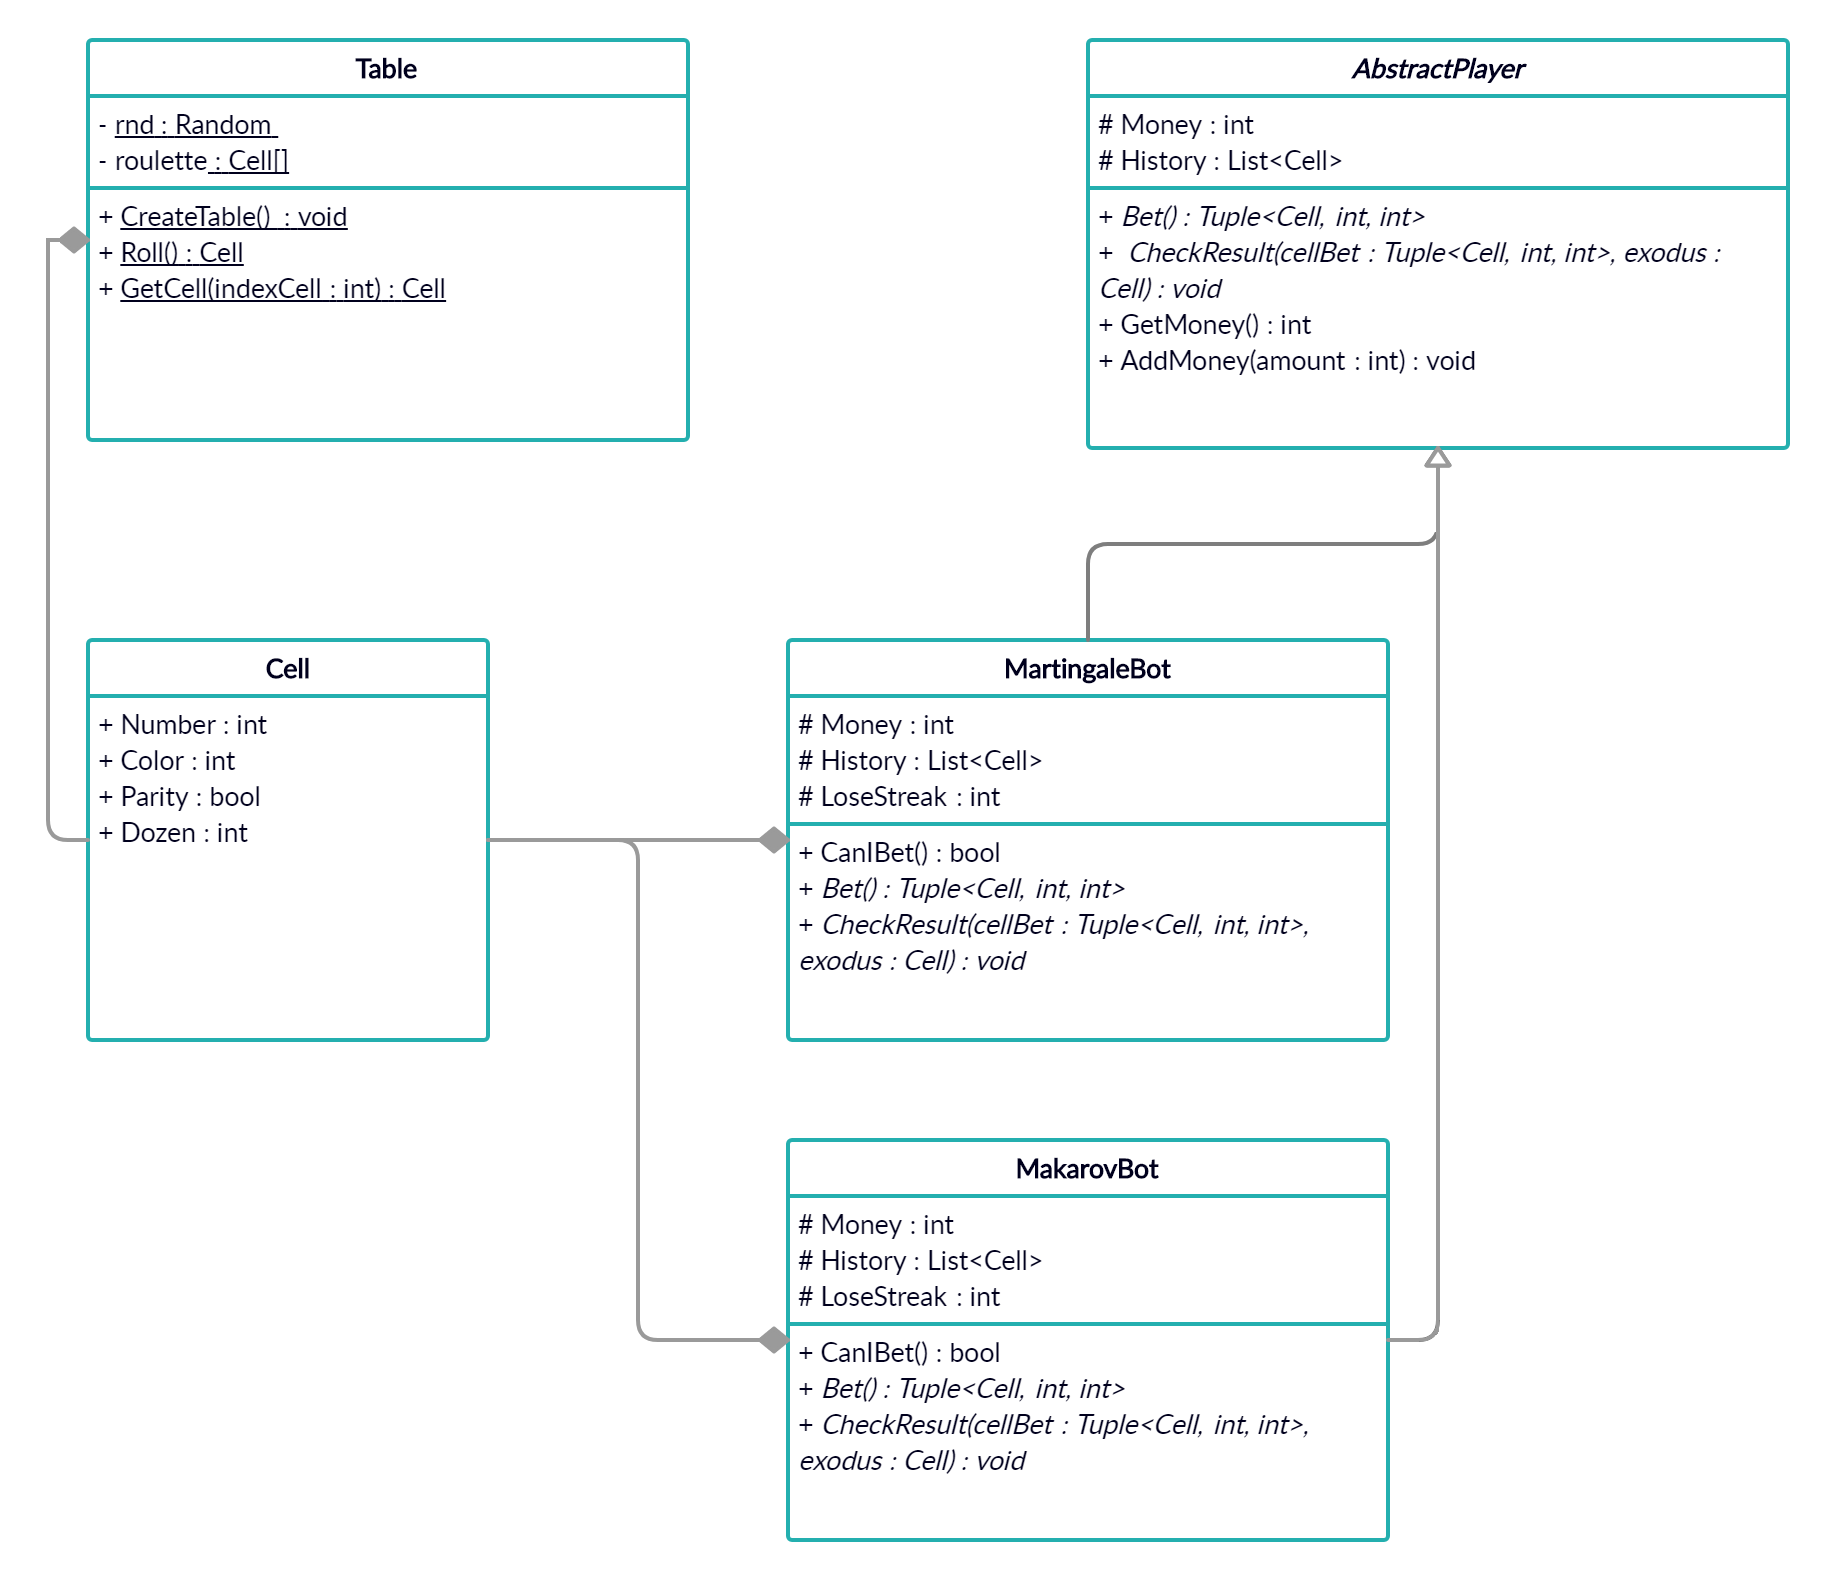 Table
- rnd : Random
- roulette : Cell[]
+ CreateTable() : void
+ Roll() : Cell
+ GetCell(indexCell : int) : Cell
AbstractPlayer
# Money : int
# History : List<Cell>
+ Bet() : Tuple<Cell, int, int>
+ CheckResult(cellBet : Tuple<Cell, int, int>, exodus :
Cell) : void
+ GetMoney() : int
+ AddMoney(amount : int) : void
Cell
+ Number : int
+ Color : int
+ Parity : bool
+ Dozen : int
MartingaleBot
# Money : int
# History : List<Cell>
# LoseStreak : int
+ CanIBet() : bool
+ Bet() : Tuple<Cell, int, int>
+ CheckResult(cellBet : Tuple<Cell, int, int>,
exodus : Cell) : void
MakarovBot
# Money : int
# History : List<Cell>
# LoseStreak : int
+ CanIBet() : bool
+ Bet() : Tuple<Cell, int, int>
+ CheckResult(cellBet : Tuple<Cell, int, int>,
exodus : Cell) : void